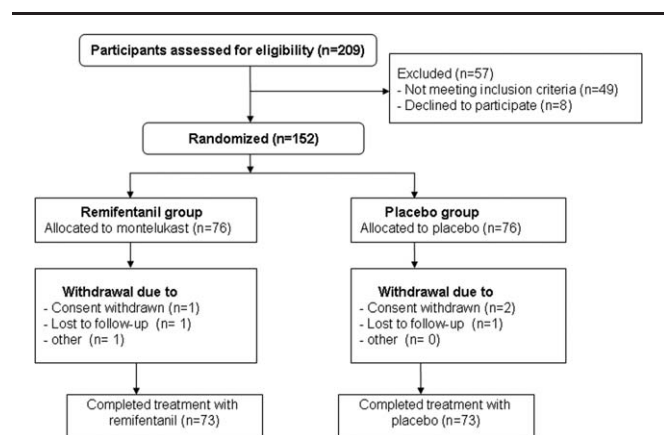 Participants assessed for eligibility (n=209)
Excluded (n=57)
- Not meeting inclusion criteria (n=49)
- Declined to participate (n=8)
Randomized (n=152)
Remifentanil group
Allocated to montelukast (n=76)
Placebo group
Allocated to placebo (n=76)
Withdrawal due to
- Consent withdrawn (n=1)
- Lost to follow-up (n= 1)
- other (n= 1)
Withdrawal due to
- Consent withdrawn (n=2)
- Lost to follow-up (n=1)
- other (n= 0)
Completed treatment with
remifentanil (n=73)
Completed treatment with
placebo (n=73)